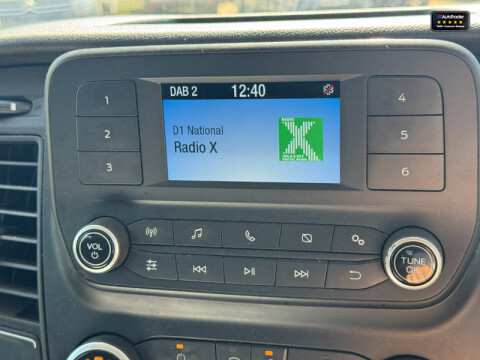 AutoTrader
DAB 2 12:40
D1 National
Radio X
RADIO
X
1
2
3
4
5
6
VOL
TUNE
OK